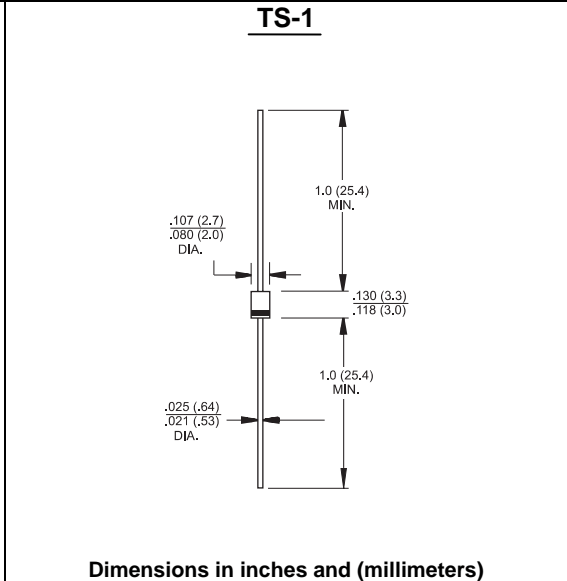 TS-1
1.0 (25.4)
MIN.
.107 (2.7)
.080 (2.0)
DIA.
.130 (3.3)
.118 (3.0)
1.0 (25.4)
MIN.
.025 (.64)
.021 (.53)
DIA.
Dimensions in inches and (millimeters)